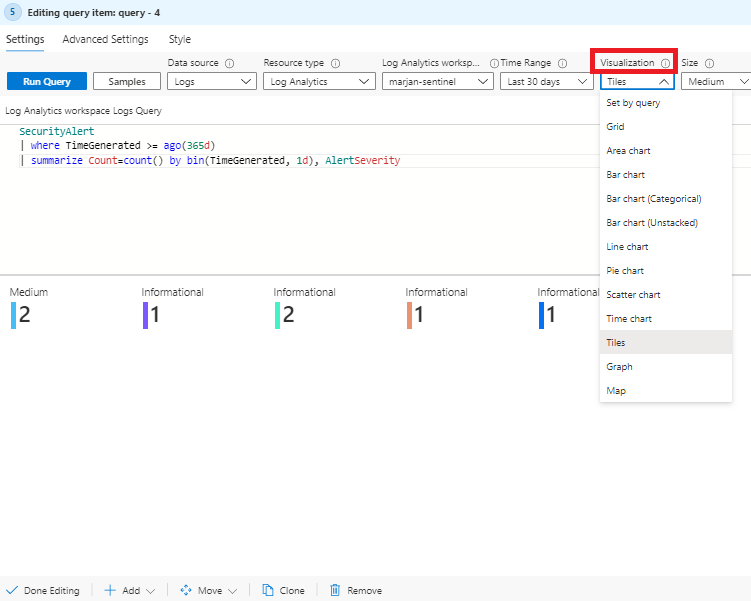 5 Editing query item: query - 4
Settings Advanced Settings Style
Data source Resource type Log Analytics worksp... Time Range Visualization Size
Run Query Samples Logs Log Analytics marjan-sentinel Last 30 days Tiles Medium
Log Analytics workspace Logs Query
SecurityAlert
| where TimeGenerated >= ago(365d)
| summarize Count=count() by bin(TimeGenerated, 1d), AlertSeverity
Set by query
Grid
Area chart
Bar chart
Bar chart (Categorical)
Bar chart (Unstacked)
Line chart
Pie chart
Scatter chart
Time chart
Tiles
Graph
Map
Medium Informational Informational Informational Informational
2 1 2 1 1
Done Editing Add Move Clone Remove